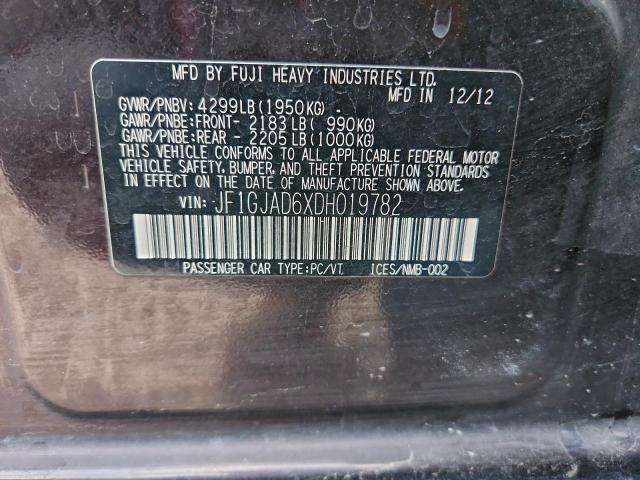 MFD BY FUJI HEAVY INDUSTRIES LTD.
MFD IN 12/12
GVWR/PNBV: 4299LB(1950KG)
GAWR/PNBE:FRONT- 2183LB( 990KG)
GAWR/PNBE:REAR - 2205LB(1000KG)
THIS VEHICLE CONFORMS TO ALL APPLICABLE FEDERAL MOTOR
VEHICLE SAFETY, BUMPER, AND THEFT PREVENTION STANDARDS
IN EFFECT ON THE DATE OF MANUFACTURE SHOWN ABOVE.
VIN: JF1GJAD6XDH019782
PASSENGER CAR TYPE:PC/VT. ICES/NMB-002